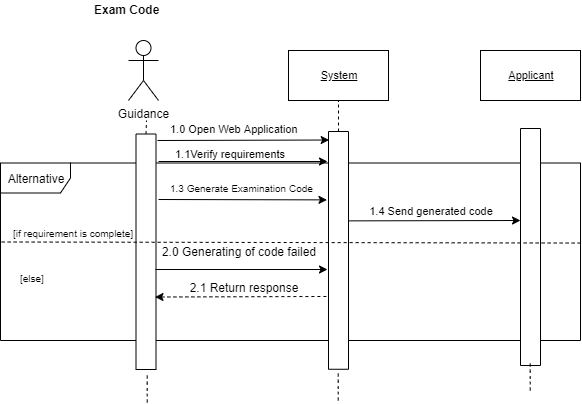 Exam Code
System
Applicant
Guidance
1.0 Open Web Application
1.1Verify requirements
Alternative
1.3 Generate Examination Code
1.4 Send generated code
[if requirement is complete]
2.0 Generating of code failed
[else]
2.1 Return response